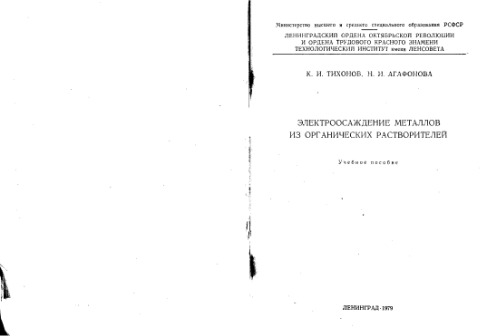 Министерство высшего и среднего специального образования РСФСР
ЛЕНИНГРАДСКИЙ ОРДЕНА ОКТЯБРЬСКОЙ РЕВОЛЮЦИИ
И ОРДЕНА ТРУДОВОГО КРАСНОГО ЗНАМЕНИ
ТЕХНОЛОГИЧЕСКИЙ ИНСТИТУТ имени ЛЕНСОВЕТА
К. И. ТИХОНОВ, Н. И. АГАФОНОВА
ЭЛЕКТРООСАЖДЕНИЕ МЕТАЛЛОВ
ИЗ ОРГАНИЧЕСКИХ РАСТВОРИТЕЛЕЙ
Учебное пособие
ЛЕНИНГРАД-1979